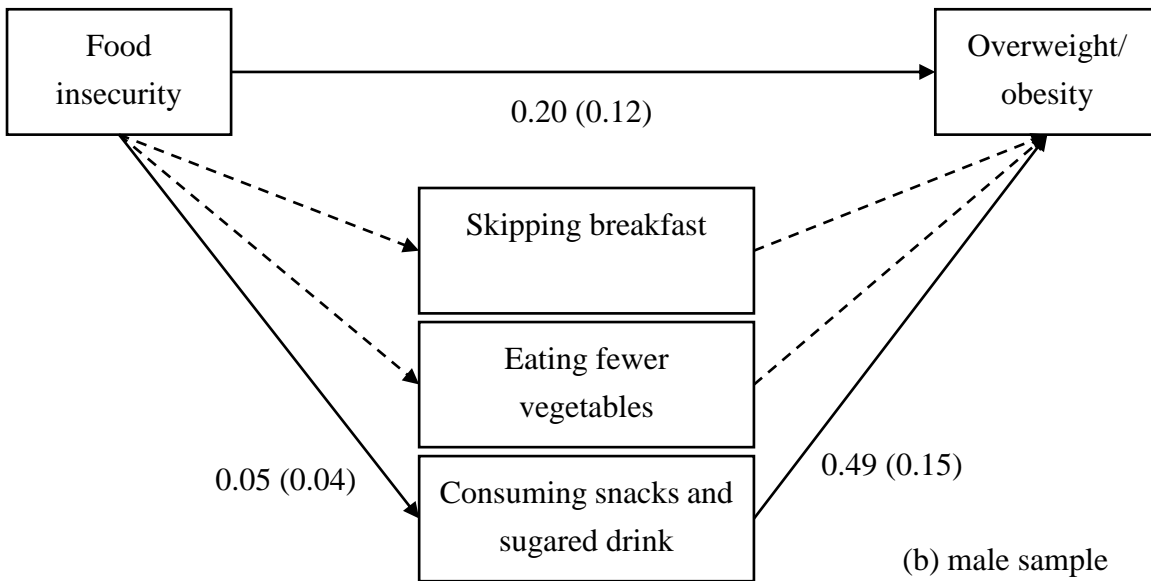 Food
insecurity
Overweight/
obesity
0.20 (0.12)
Skipping breakfast
Eating fewer
vegetables
0.05 (0.04)
0.49 (0.15)
Consuming snacks and
sugared drink
(b) male sample